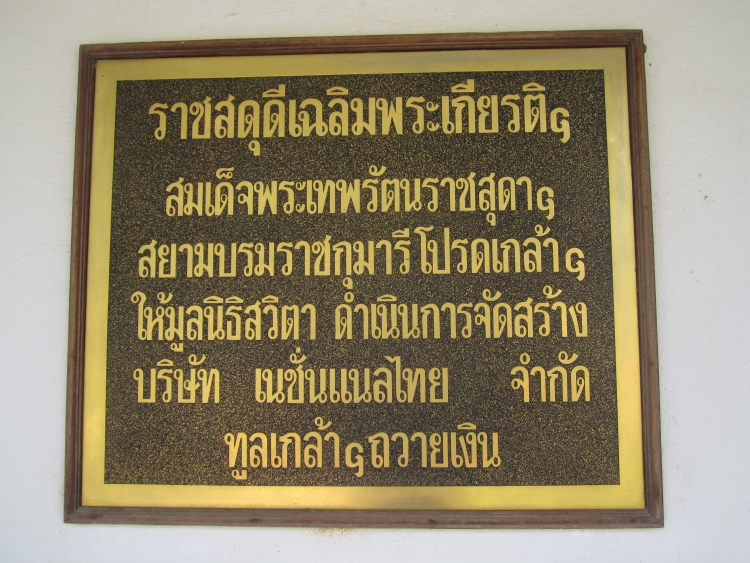 ราชสดุดีเฉลิมพระเกียรติฯ
สมเด็จพระเทพรัตนราชสุดาฯ
สยามบรมราชกุมารี โปรดเกล้าฯ
ให้มูลนิธิสวิตา ดำเนินการจัดสร้าง
บริษัท เนชั่นแนลไทย จำกัด
ทูลเกล้าฯถวายเงิน